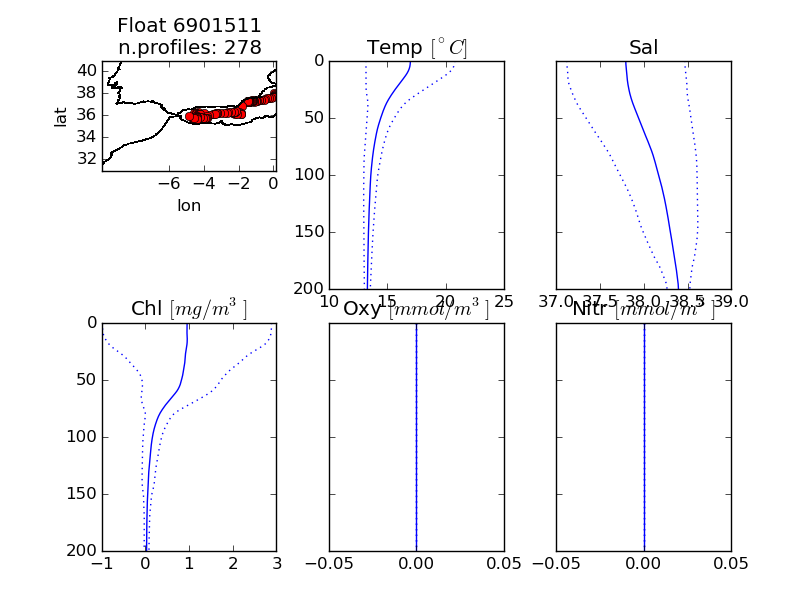 Float 6901511
n.profiles: 278
40
38
36
34
32
lat
−6 −4 −2 0
lon
Temp [°C]
0
50
100
150
200
10 15 20 25
Sal
37.0 37.5 38.0 38.5 39.0
Chl [mg/m³ ]
0
50
100
150
200
−1 0 1 2 3
Oxy [mmol/m³ ]
−0.05 0.00 0.05
Nitr [mmol/m³ ]
−0.05 0.00 0.05